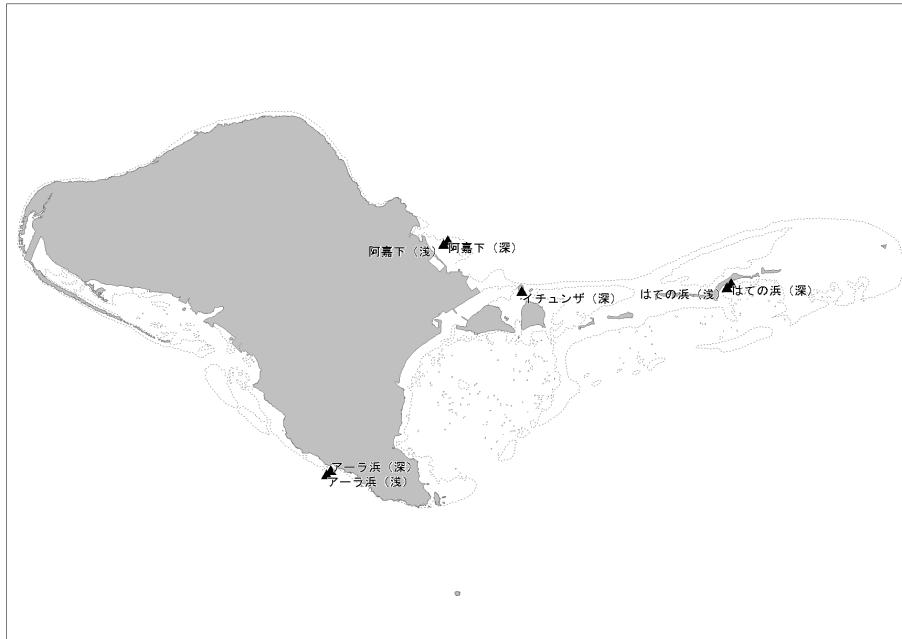 阿嘉下（浅）
阿嘉下（深）
イチュンザ（深）
はての浜（浅）
はての浜（深）
アーラ浜（深）
アーラ浜（浅）